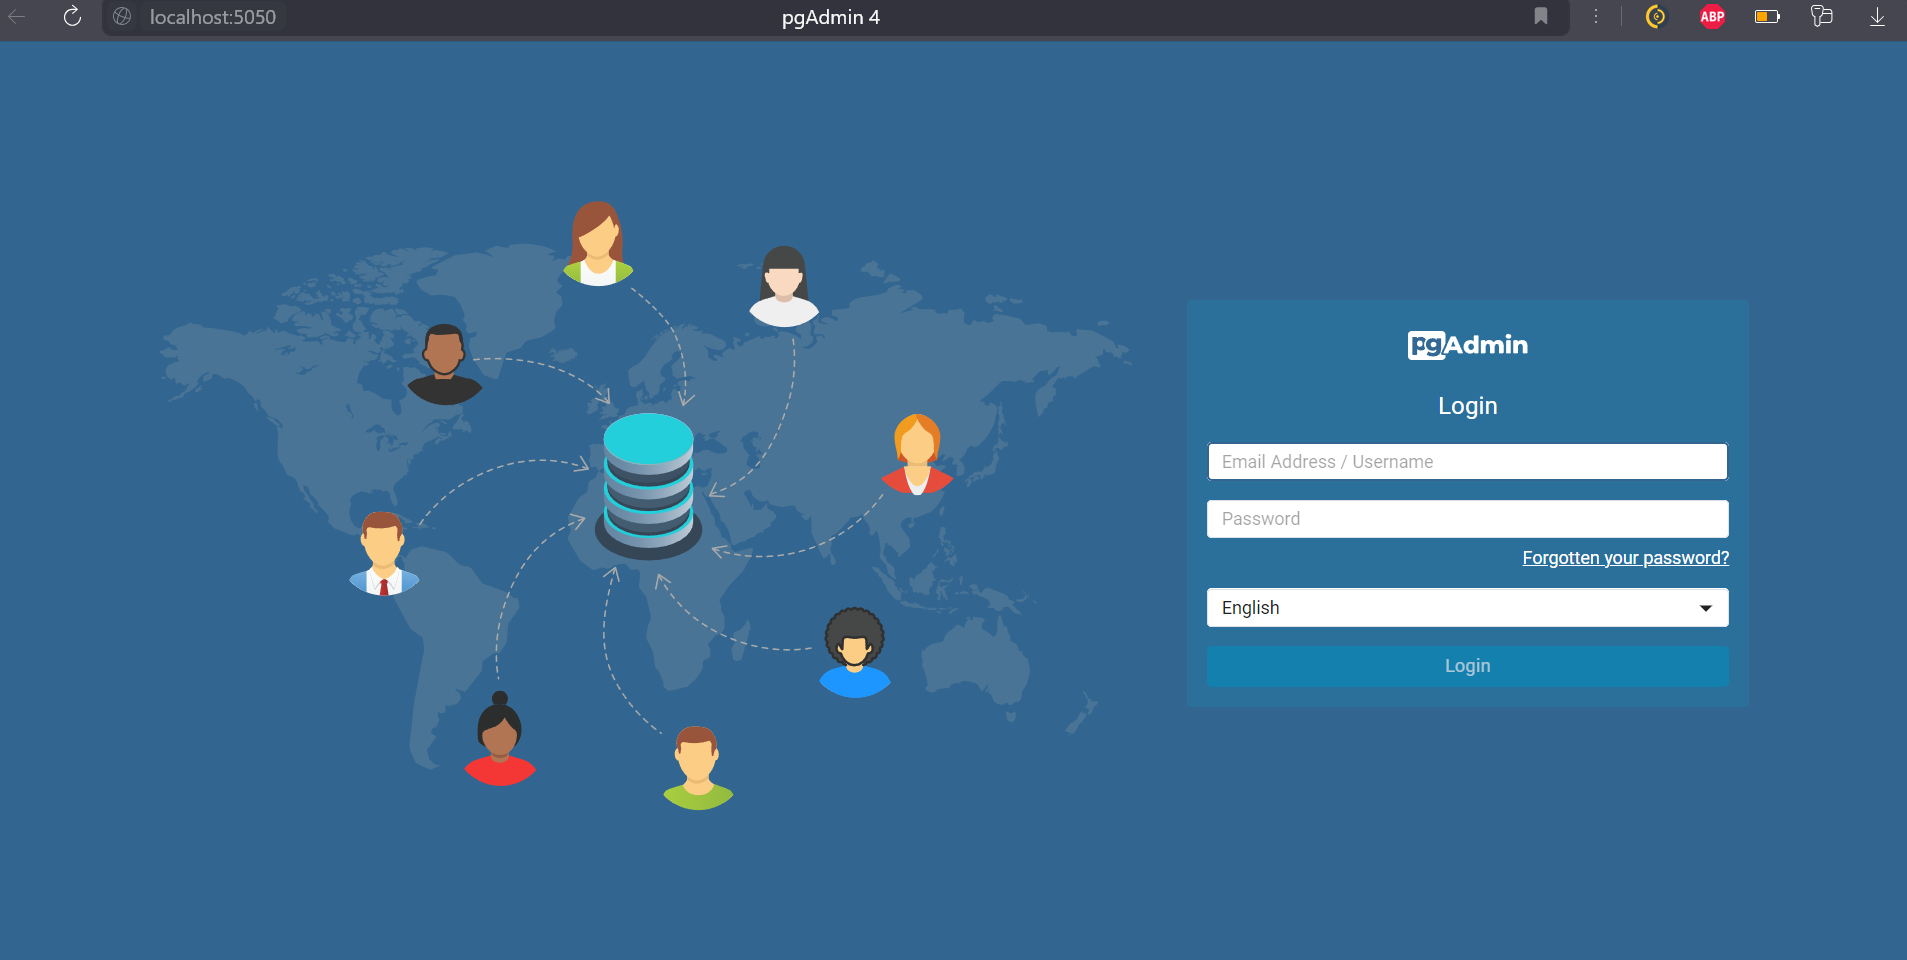 localhost:5050
pgAdmin 4
ABP
pgAdmin
Login
Email Address / Username
Password
Forgotten your password?
English
Login